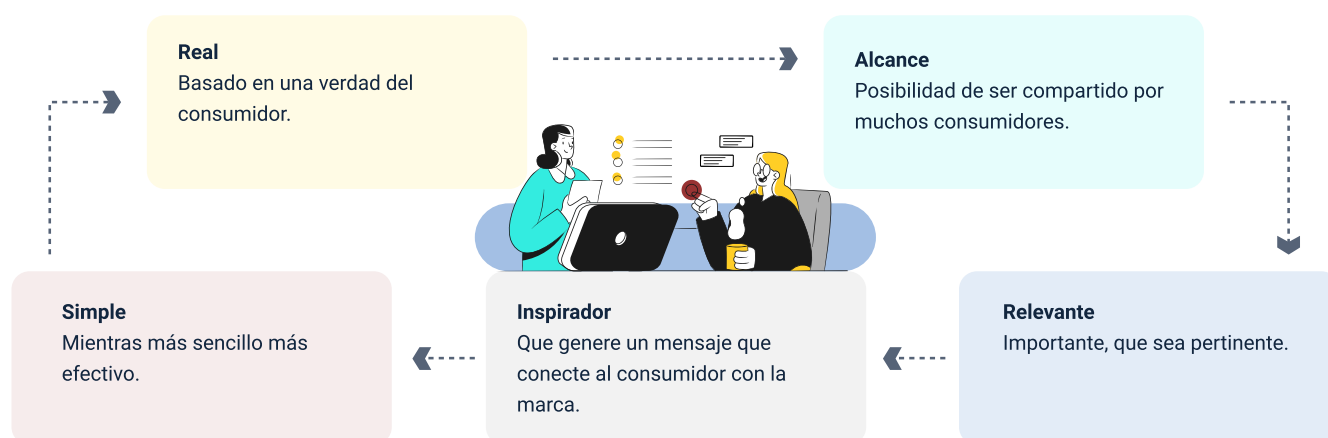 Real
Basado en una verdad del
consumidor.
Alcance
Posibilidad de ser compartido por
muchos consumidores.
Relevante
Importante, que sea pertinente.
Inspirador
Que genere un mensaje que
conecte al consumidor con la
marca.
Simple
Mientras más sencillo más
efectivo.